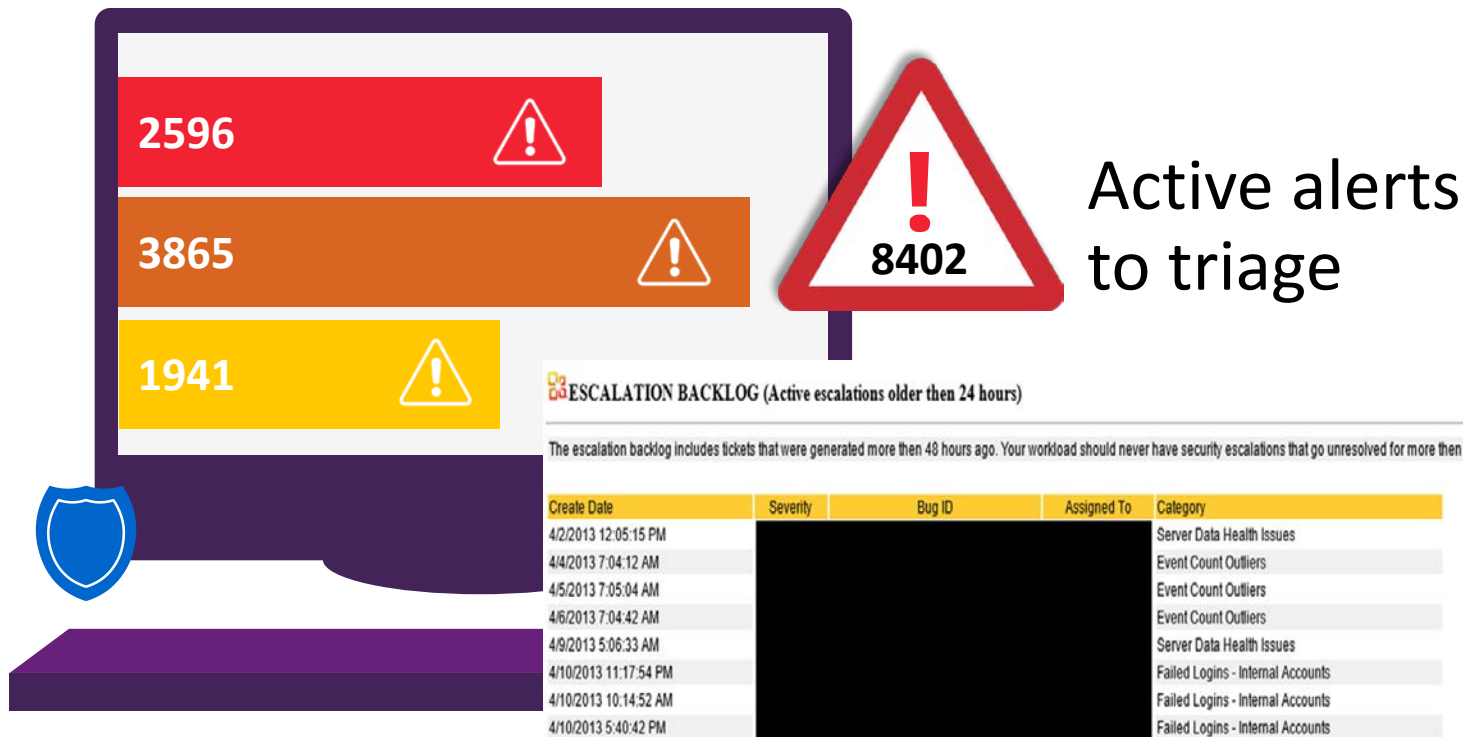 2596
3865
1941
!
8402
Active alerts
to triage
ESCALATION BACKLOG (Active escalations older then 24 hours)
The escalation backlog includes tickets that were generated more then 48 hours ago. Your workload should never have security escalations that go unresolved for more then
Create Date Severity Bug ID Assigned To Category
4/2/2013 12:05:15 PM Server Data Health Issues
4/4/2013 7:04:12 AM Event Count Outliers
4/5/2013 7:05:04 AM Event Count Outliers
4/6/2013 7:04:42 AM Event Count Outliers
4/9/2013 5:06:33 AM Server Data Health Issues
4/10/2013 11:17:54 PM Failed Logins - Internal Accounts
4/10/2013 10:14:52 AM Failed Logins - Internal Accounts
4/10/2013 5:40:42 PM Failed Logins - Internal Accounts